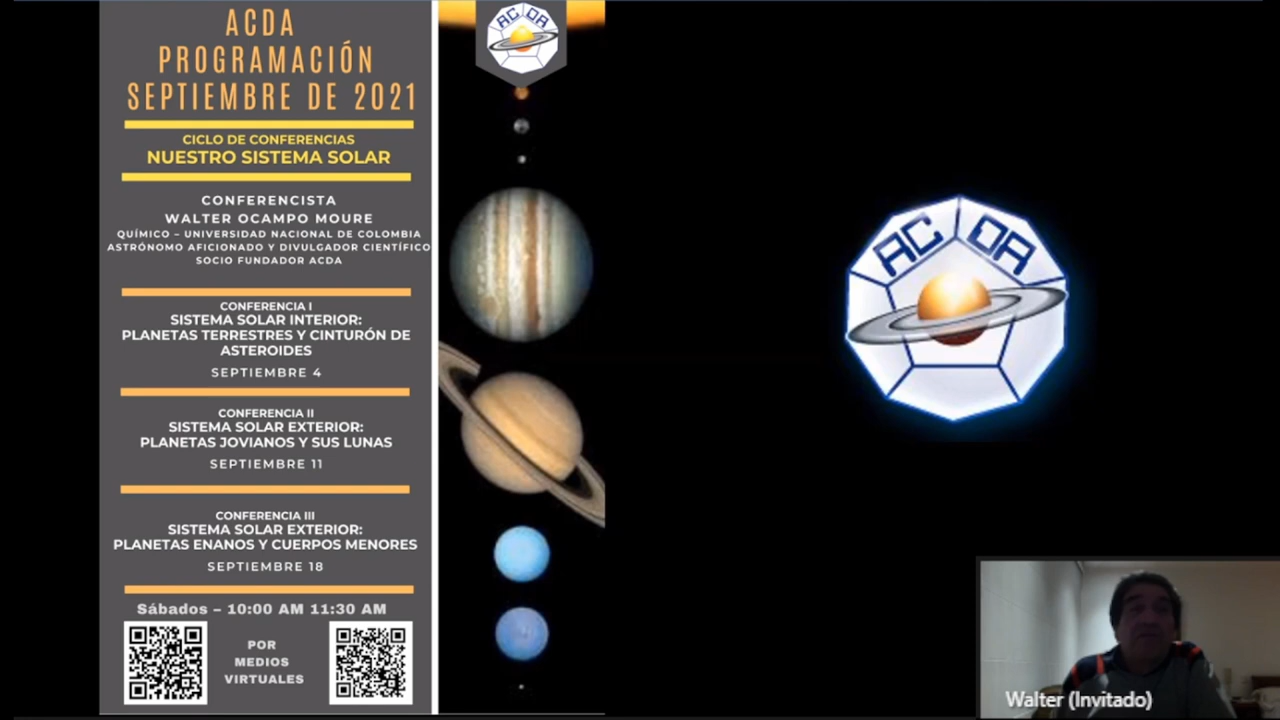 ACDA
PROGRAMACIÓN
SEPTIEMBRE DE 2021
CICLO DE CONFERENCIAS
NUESTRO SISTEMA SOLAR
CONFERENCISTA
WALTER OCAMPO MOURE
QUÍMICO – UNIVERSIDAD NACIONAL DE COLOMBIA
ASTRÓNOMO AFICIONADO Y DIVULGADOR CIENTÍFICO
SOCIO FUNDADOR ACDA
CONFERENCIA I
SISTEMA SOLAR INTERIOR:
PLANETAS TERRESTRES Y CINTURÓN DE
ASTEROIDES
SEPTIEMBRE 4
CONFERENCIA II
SISTEMA SOLAR EXTERIOR:
PLANETAS JOVIANOS Y SUS LUNAS
SEPTIEMBRE 11
CONFERENCIA III
SISTEMA SOLAR EXTERIOR:
PLANETAS ENANOS Y CUERPOS MENORES
SEPTIEMBRE 18
Sábados – 10:00 AM 11:30 AM
POR
MEDIOS
VIRTUALES
AC DA
AC DA
Walter (Invitado)